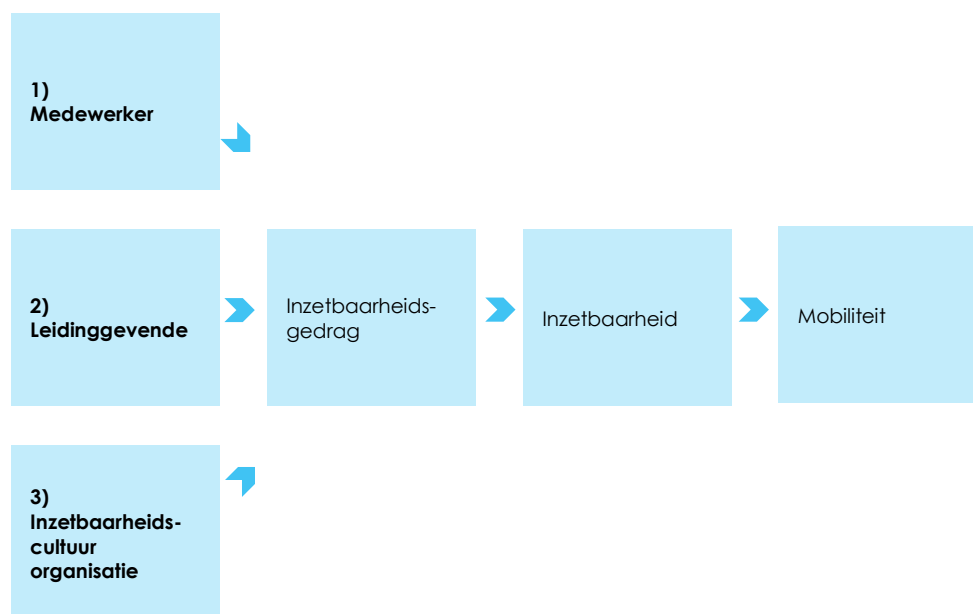 1)
Medewerker
2)
Leidinggevende
Inzetbaarheids-
gedrag
Inzetbaarheid
Mobiliteit
3)
Inzetbaarheids-
cultuur
organisatie